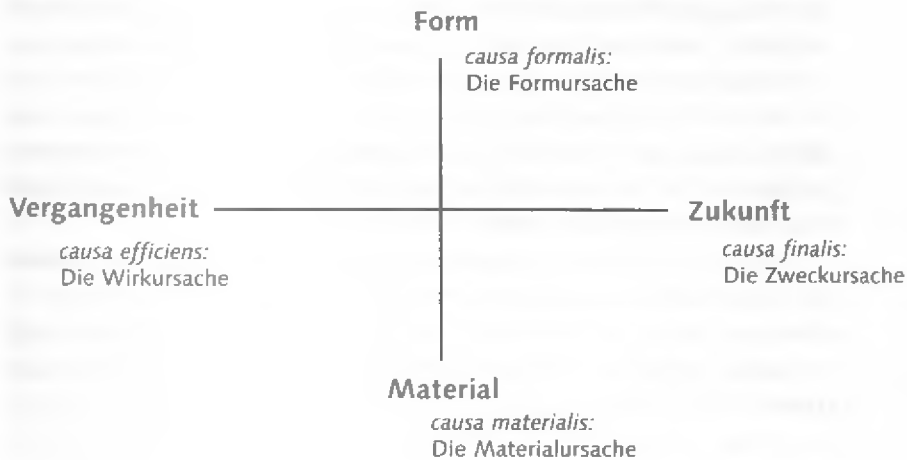 Form
causa formalis:
Die Formursache
Vergangenheit
causa efficiens:
Die Wirkursache
Zukunft
causa finalis:
Die Zweckursache
Material
causa materialis:
Die Materialursache